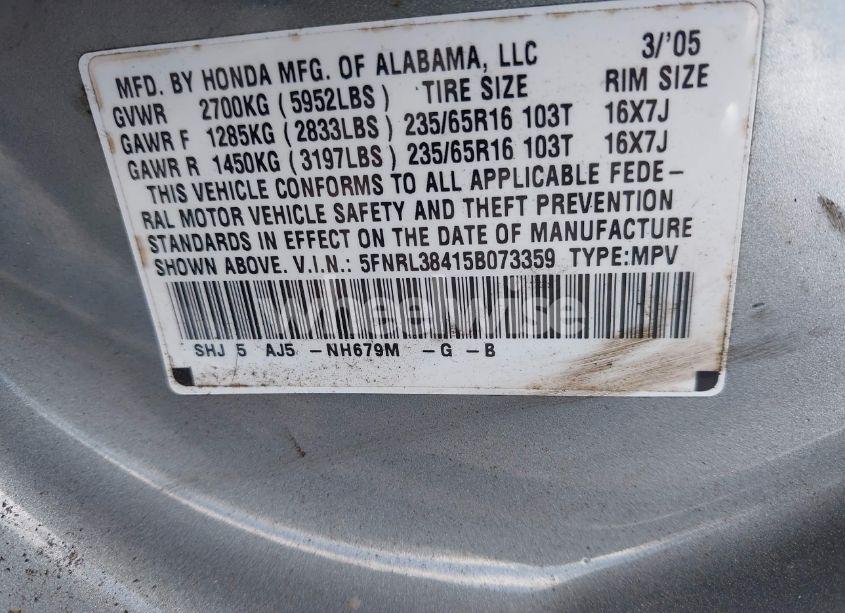 MFD. BY HONDA MFG. OF ALABAMA, LLC 3/'05
GVWR 2700KG (5952LBS) TIRE SIZE RIM SIZE
GAWR F 1285KG (2833LBS) 235/65R16 103T 16X7J
GAWR R 1450KG (3197LBS) 235/65R16 103T 16X7J
THIS VEHICLE CONFORMS TO ALL APPLICABLE FEDE-
RAL MOTOR VEHICLE SAFETY AND THEFT PREVENTION
STANDARDS IN EFFECT ON THE DATE OF MANUFACTURE
SHOWN ABOVE. V.I.N.: 5FNRL38415B073359 TYPE:MPV
wheelwise
SHJ 5 AJ5 -NH679M -G -B